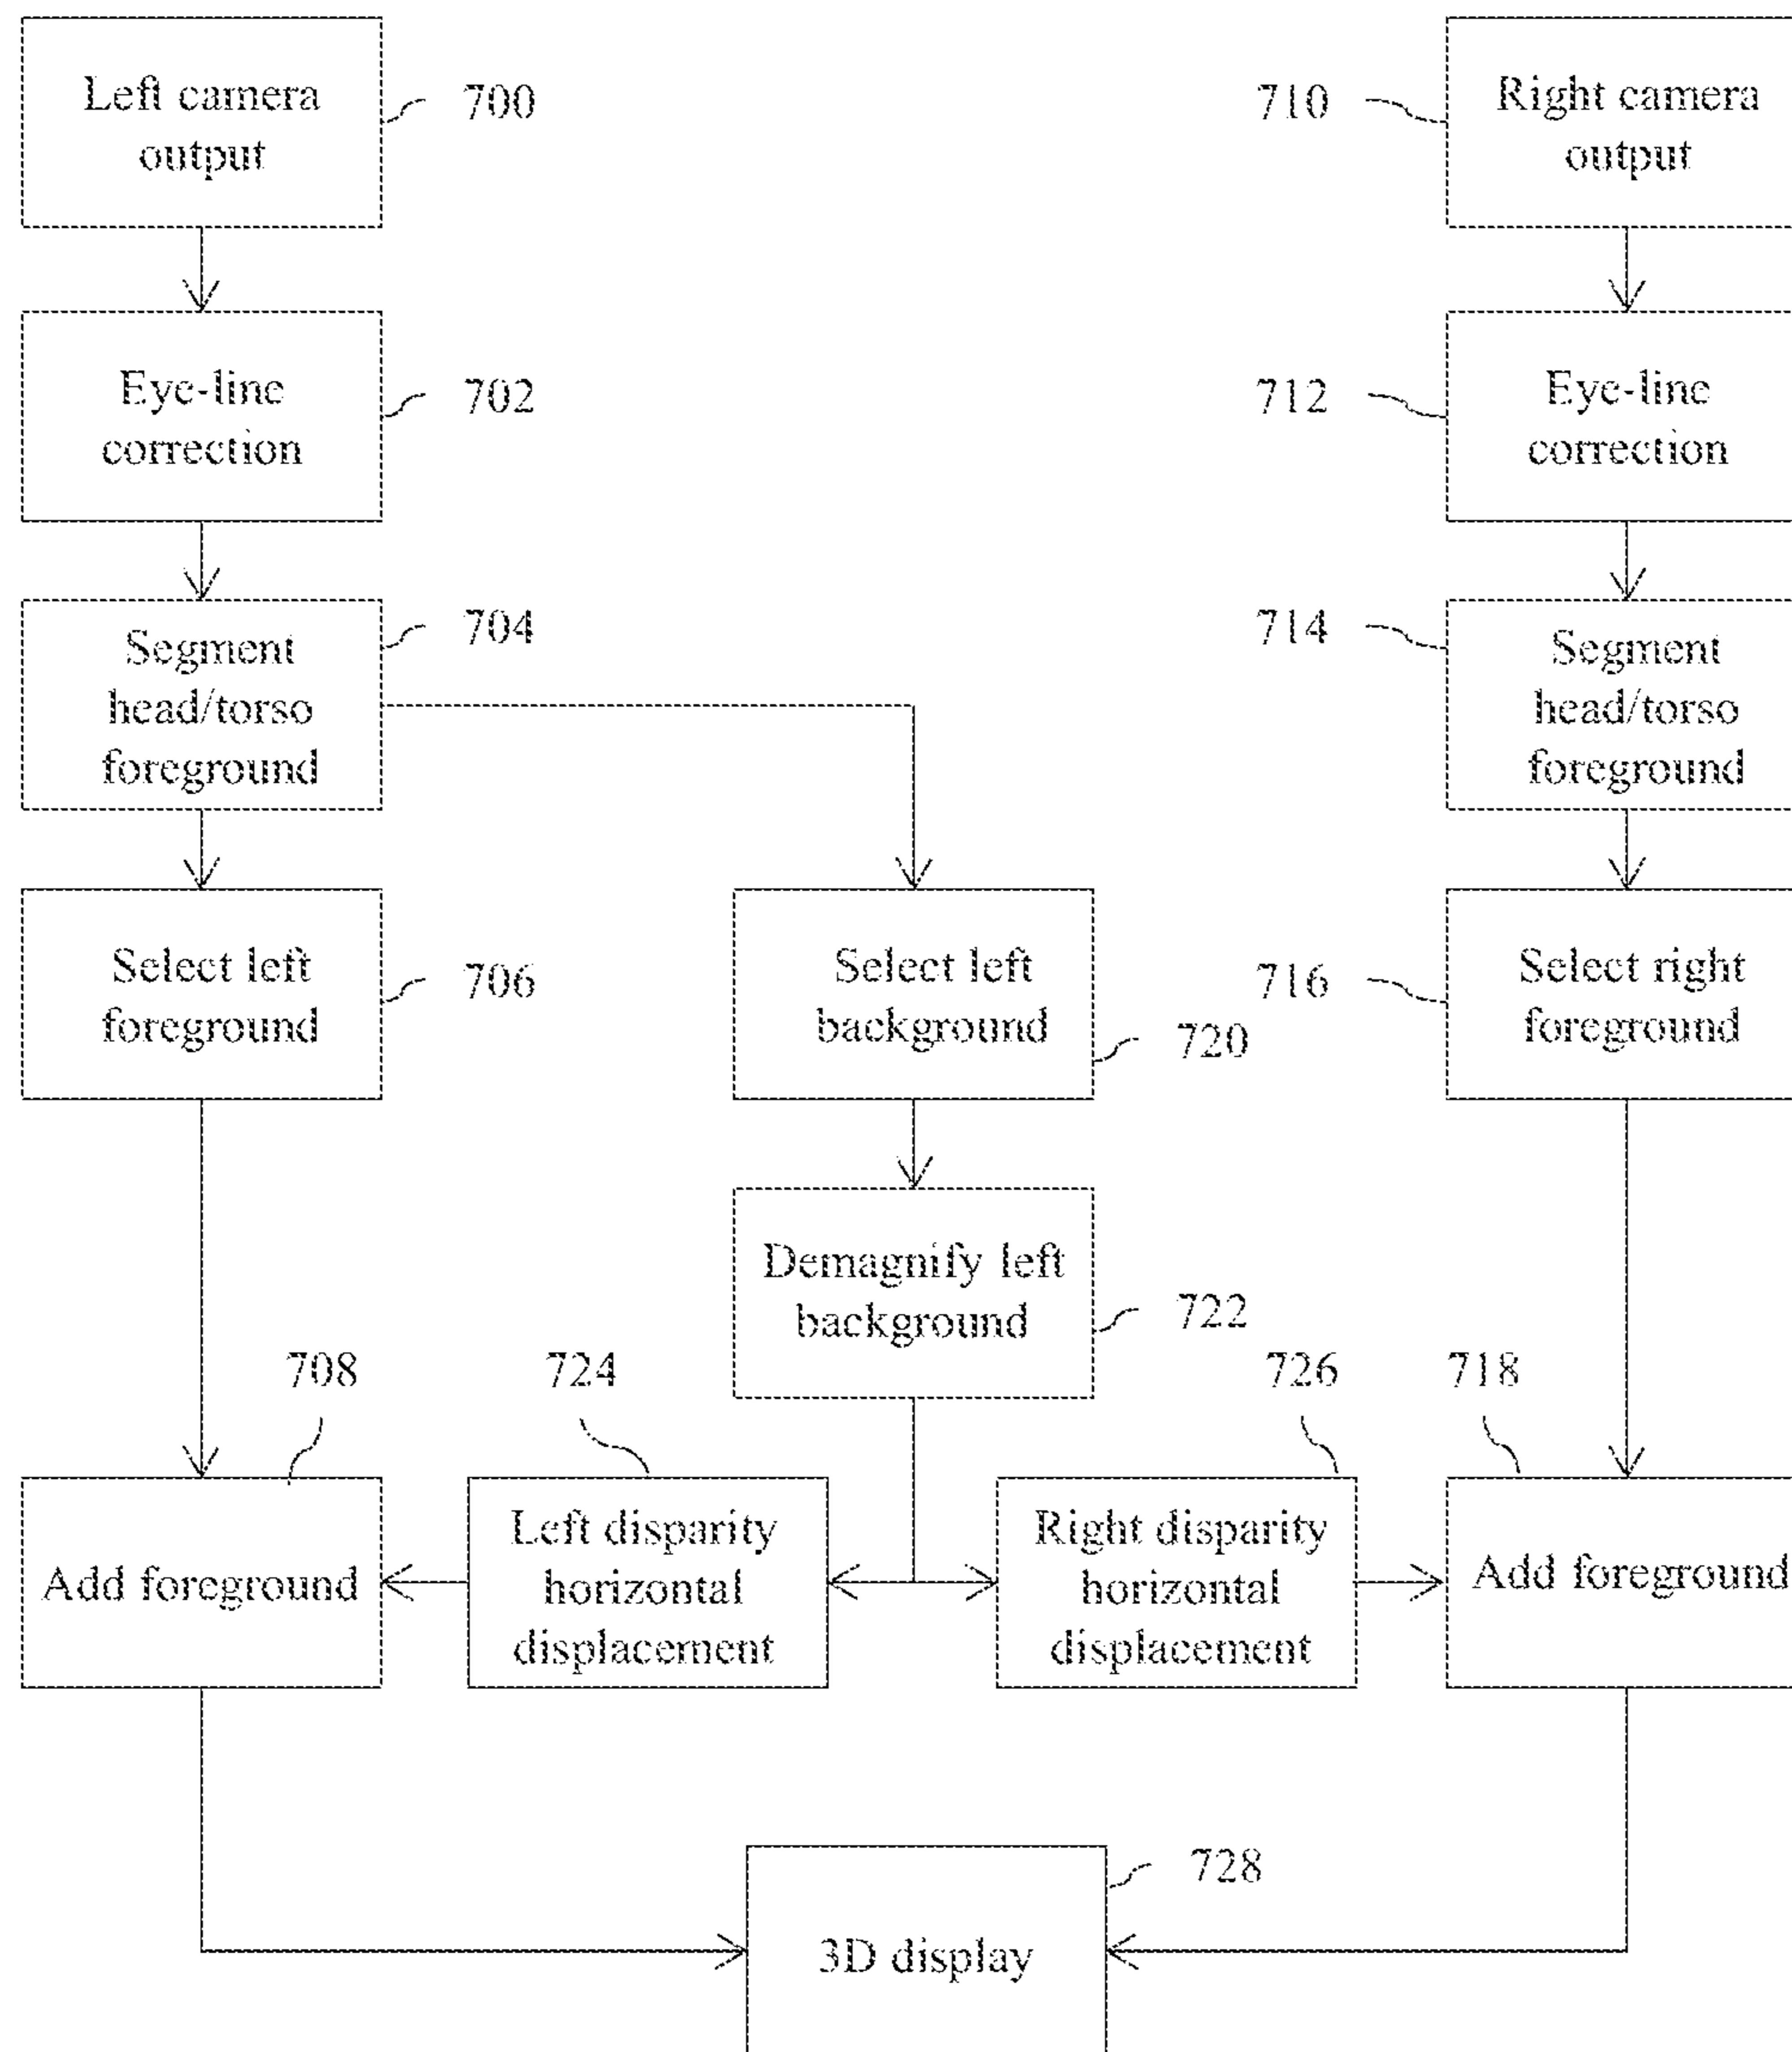 Left camera
output
700
710
Right camera
output
Eye-line
correction
702
712
Eye-line
correction
Segment
head/torso
foreground
704
714
Segment
head/torso
foreground
Select left
foreground
706
Select left
background
720
716
Select right
foreground
Demagnify left
background
722
708
724
726
718
Add foreground
Left disparity
horizontal
displacement
Right disparity
horizontal
displacement
Add foreground
728
3D display